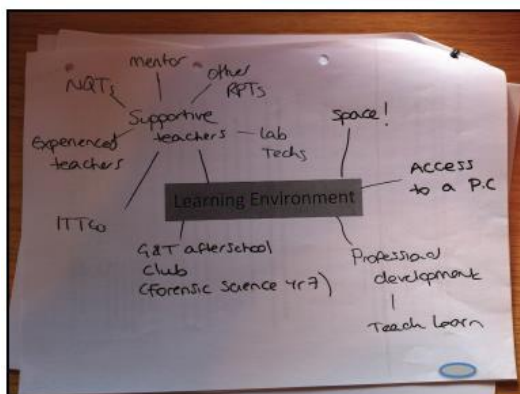 mentor
NQTs
other
RPTs
Supportive
teachers
Experienced
teachers
lab
Techs
space!
Access
to a P.C
Learning Environment
ITTCo
G&T afterschool
club
(Forensic Science Yr7)
Professional
development
Teach Learn